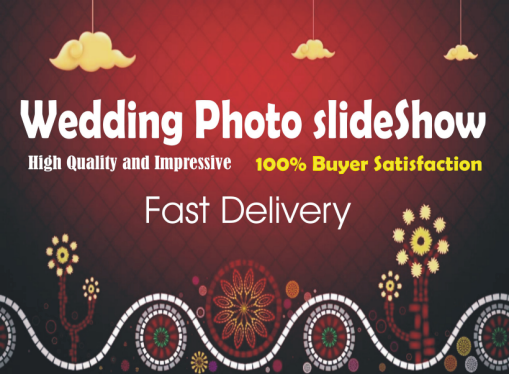 Wedding Photo slideShow
High Quality and Impressive 100% Buyer Satisfaction
Fast Delivery